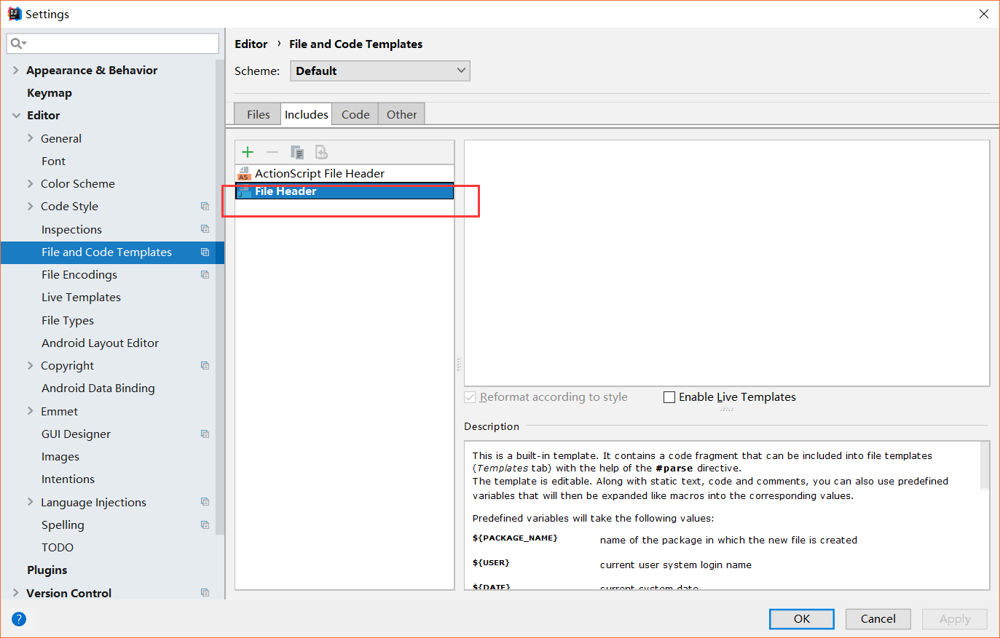 Settings
Appearance & Behavior
Keymap
Editor
General
Font
Color Scheme
Code Style
Inspections
File and Code Templates
File Encodings
Live Templates
File Types
Android Layout Editor
Copyright
Android Data Binding
Emmet
GUI Designer
Images
Intentions
Language Injections
Spelling
TODO
Plugins
Version Control
Editor › File and Code Templates
Scheme: Default
Files Includes Code Other
AS ActionScript File Header
J File Header
Reformat according to style Enable Live Templates
Description
This is a built-in template. It contains a code fragment that can be included into file templates
(Templates tab) with the help of the #parse directive.
The template is editable. Along with static text, code and comments, you can also use predefined
variables that will then be expanded like macros into the corresponding values.
Predefined variables will take the following values:
${PACKAGE_NAME} name of the package in which the new file is created
${USER} current user system login name
${DATE} current system date
? OK Cancel Apply